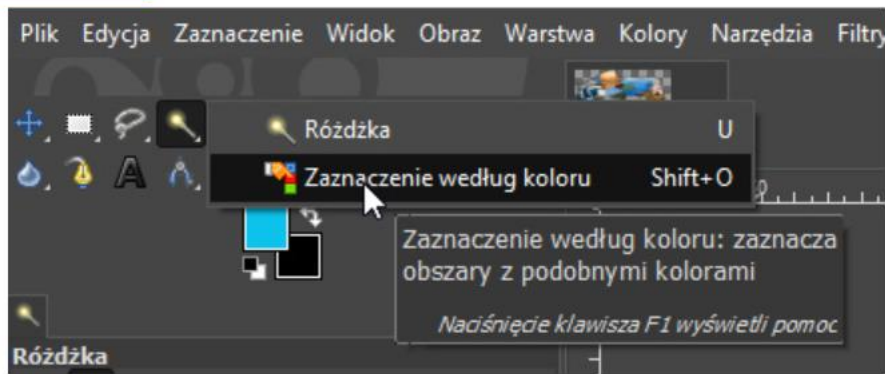 Plik Edycja Zaznaczenie Widok Obraz Warstwa Kolory Narzędzia Filtry
Różdżka U
Zaznaczenie według koloru Shift+O
Zaznaczenie według koloru: zaznacza
obszary z podobnymi kolorami
Naciśnięcie klawisza F1 wyświetli pomoc
Różdżka